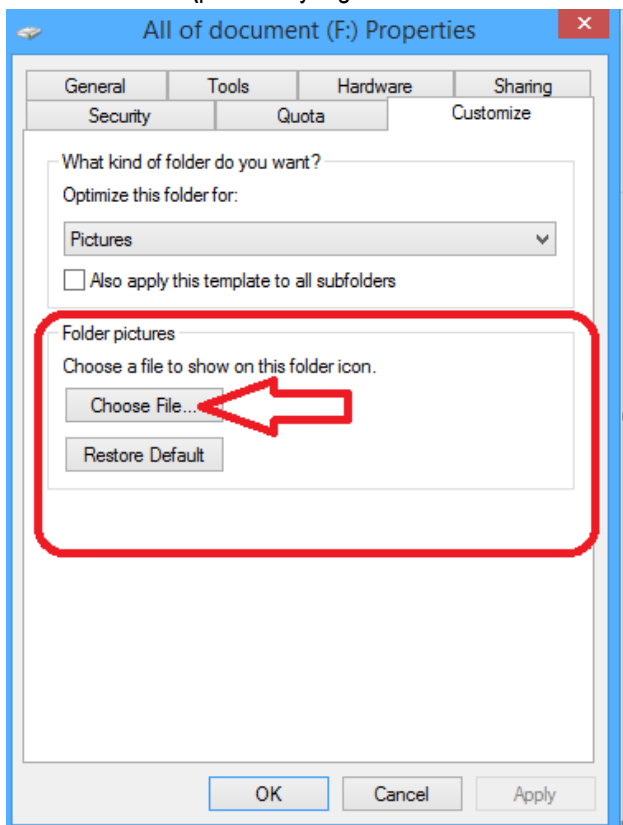 All of document (F:) Properties
General Tools Hardware Sharing
Security Quota Customize
What kind of folder do you want?
Optimize this folder for:
Pictures
Also apply this template to all subfolders
Folder pictures
Choose a file to show on this folder icon.
Choose File...
Restore Default
OK Cancel Apply